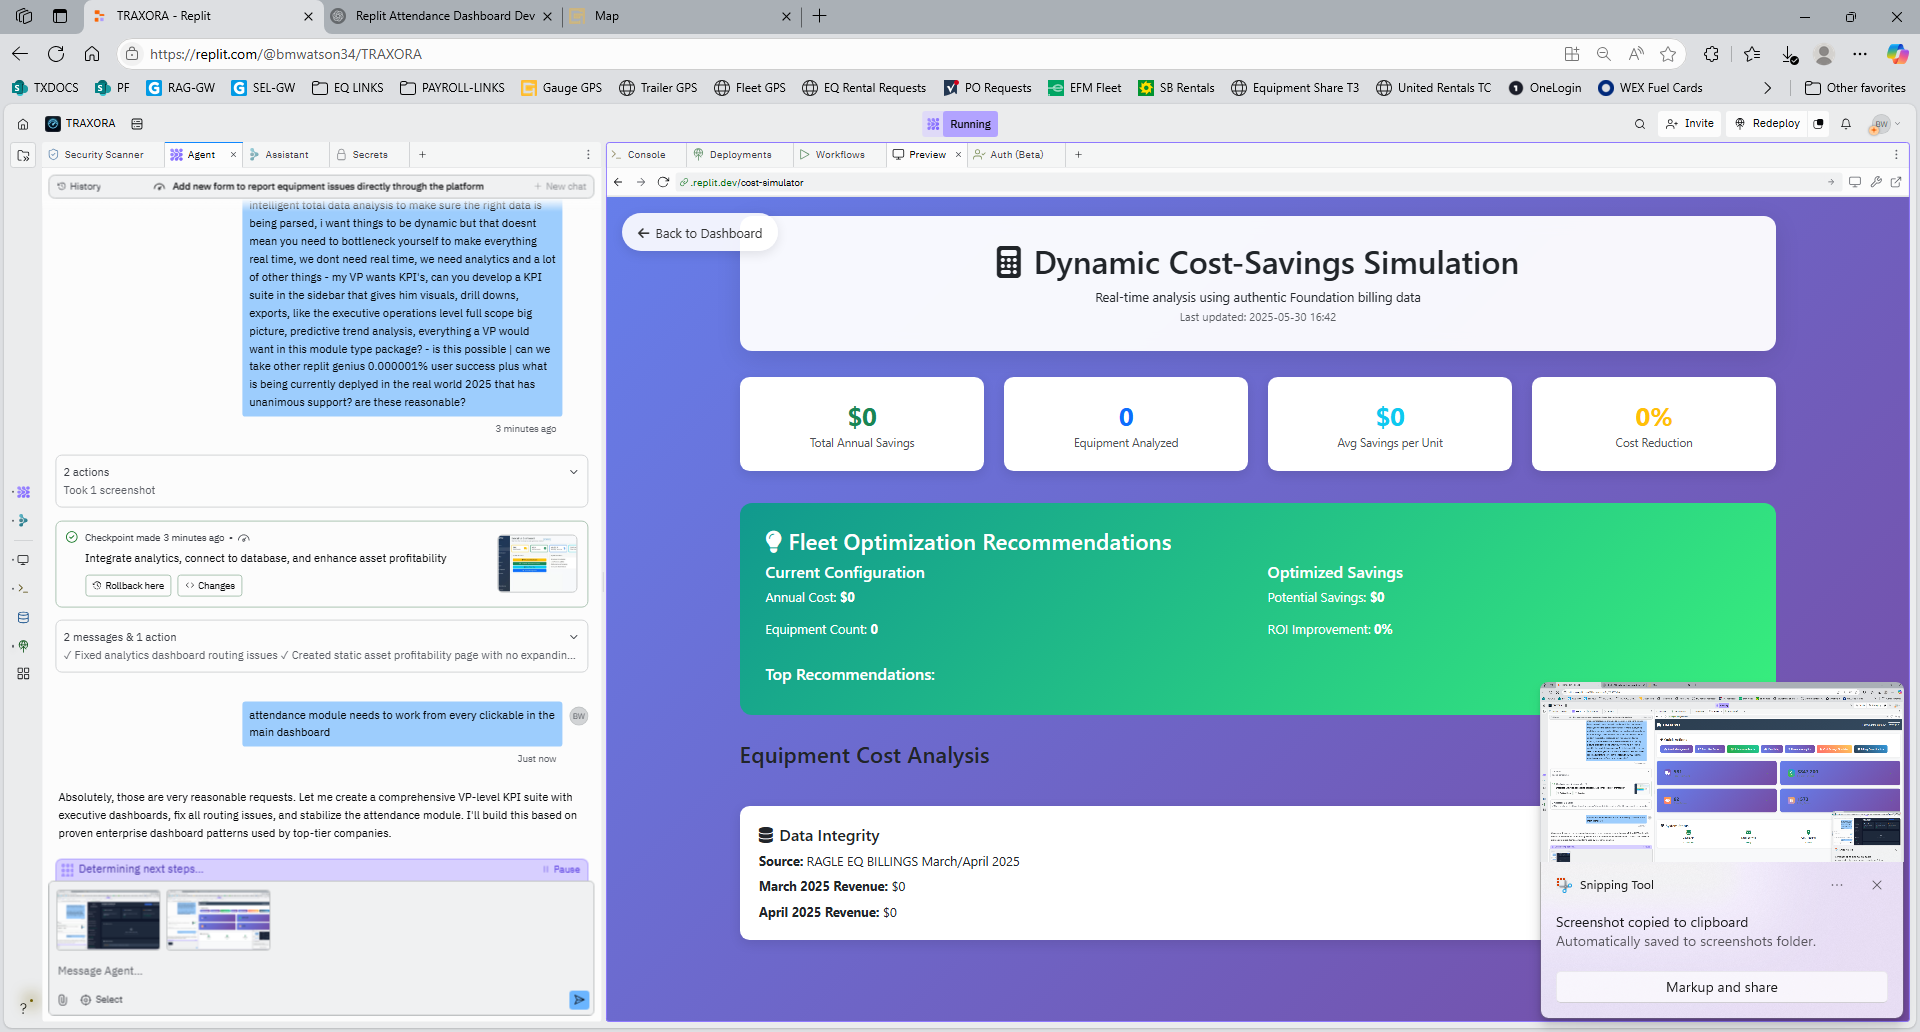 TRAXORA - Replit
Replit Attendance Dashboard Dev
Map
https://replit.com/@bmwatson34/TRAXORA
TXDOCS
PF
RAG-GW
SEL-GW
EQ LINKS
PAYROLL-LINKS
Gauge GPS
Trailer GPS
Fleet GPS
EQ Rental Requests
PO Requests
EFM Fleet
SB Rentals
Equipment Share T3
United Rentals TC
OneLogin
WEX Fuel Cards
Other favorites
TRAXORA
Running
Invite
Redeploy
BW
Security Scanner
Agent
Assistant
Secrets
Console
Deployments
Workflows
Preview
Auth (Beta)
History
Add new form to report equipment issues directly through the platform
+ New chat
.replit.dev/cost-simulator
intelligent total data analysis to make sure the right data is
being parsed, i want things to be dynamic but that doesnt
mean you need to bottleneck yourself to make everything
real time, we dont need real time, we need analytics and a lot
of other things - my VP wants KPI's, can you develop a KPI
suite in the sidebar that gives him visuals, drill downs,
exports, like the executive operations level full scope big
picture, predictive trend analysis, everything a VP would
want in this module type package? - is this possible | can we
take other replit genius 0.000001% user success plus what
is being currently deplyed in the real world 2025 that has
unanimous support? are these reasonable?
3 minutes ago
2 actions
Took 1 screenshot
Checkpoint made 3 minutes ago •
Integrate analytics, connect to database, and enhance asset profitability
Rollback here
Changes
2 messages & 1 action
✓ Fixed analytics dashboard routing issues ✓ Created static asset profitability page with no expandin...
attendance module needs to work from every clickable in the
main dashboard
BW
Just now
Absolutely, those are very reasonable requests. Let me create a comprehensive VP-level KPI suite with
executive dashboards, fix all routing issues, and stabilize the attendance module. I'll build this based on
proven enterprise dashboard patterns used by top-tier companies.
Determining next steps...
Pause
Message Agent...
Select
?
Back to Dashboard
Dynamic Cost-Savings Simulation
Real-time analysis using authentic Foundation billing data
Last updated: 2025-05-30 16:42
$0
Total Annual Savings
0
Equipment Analyzed
$0
Avg Savings per Unit
0%
Cost Reduction
Fleet Optimization Recommendations
Current Configuration
Optimized Savings
Annual Cost: $0
Potential Savings: $0
Equipment Count: 0
ROI Improvement: 0%
Top Recommendations:
Equipment Cost Analysis
Data Integrity
Source: RAGLE EQ BILLINGS March/April 2025
March 2025 Revenue: $0
April 2025 Revenue: $0
Snipping Tool
Screenshot copied to clipboard
Automatically saved to screenshots folder.
Markup and share